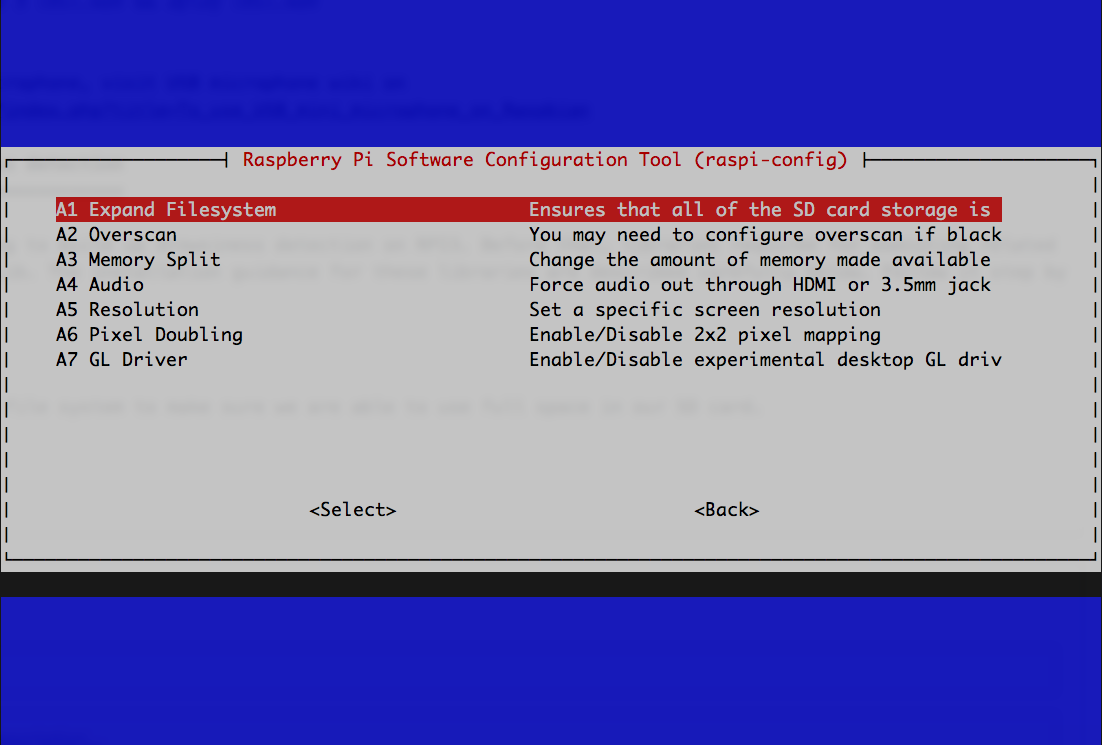 Raspberry Pi Software Configuration Tool (raspi-config)
A1 Expand Filesystem Ensures that all of the SD card storage is
A2 Overscan You may need to configure overscan if black
A3 Memory Split Change the amount of memory made available
A4 Audio Force audio out through HDMI or 3.5mm jack
A5 Resolution Set a specific screen resolution
A6 Pixel Doubling Enable/Disable 2x2 pixel mapping
A7 GL Driver Enable/Disable experimental desktop GL driv
<Select> <Back>